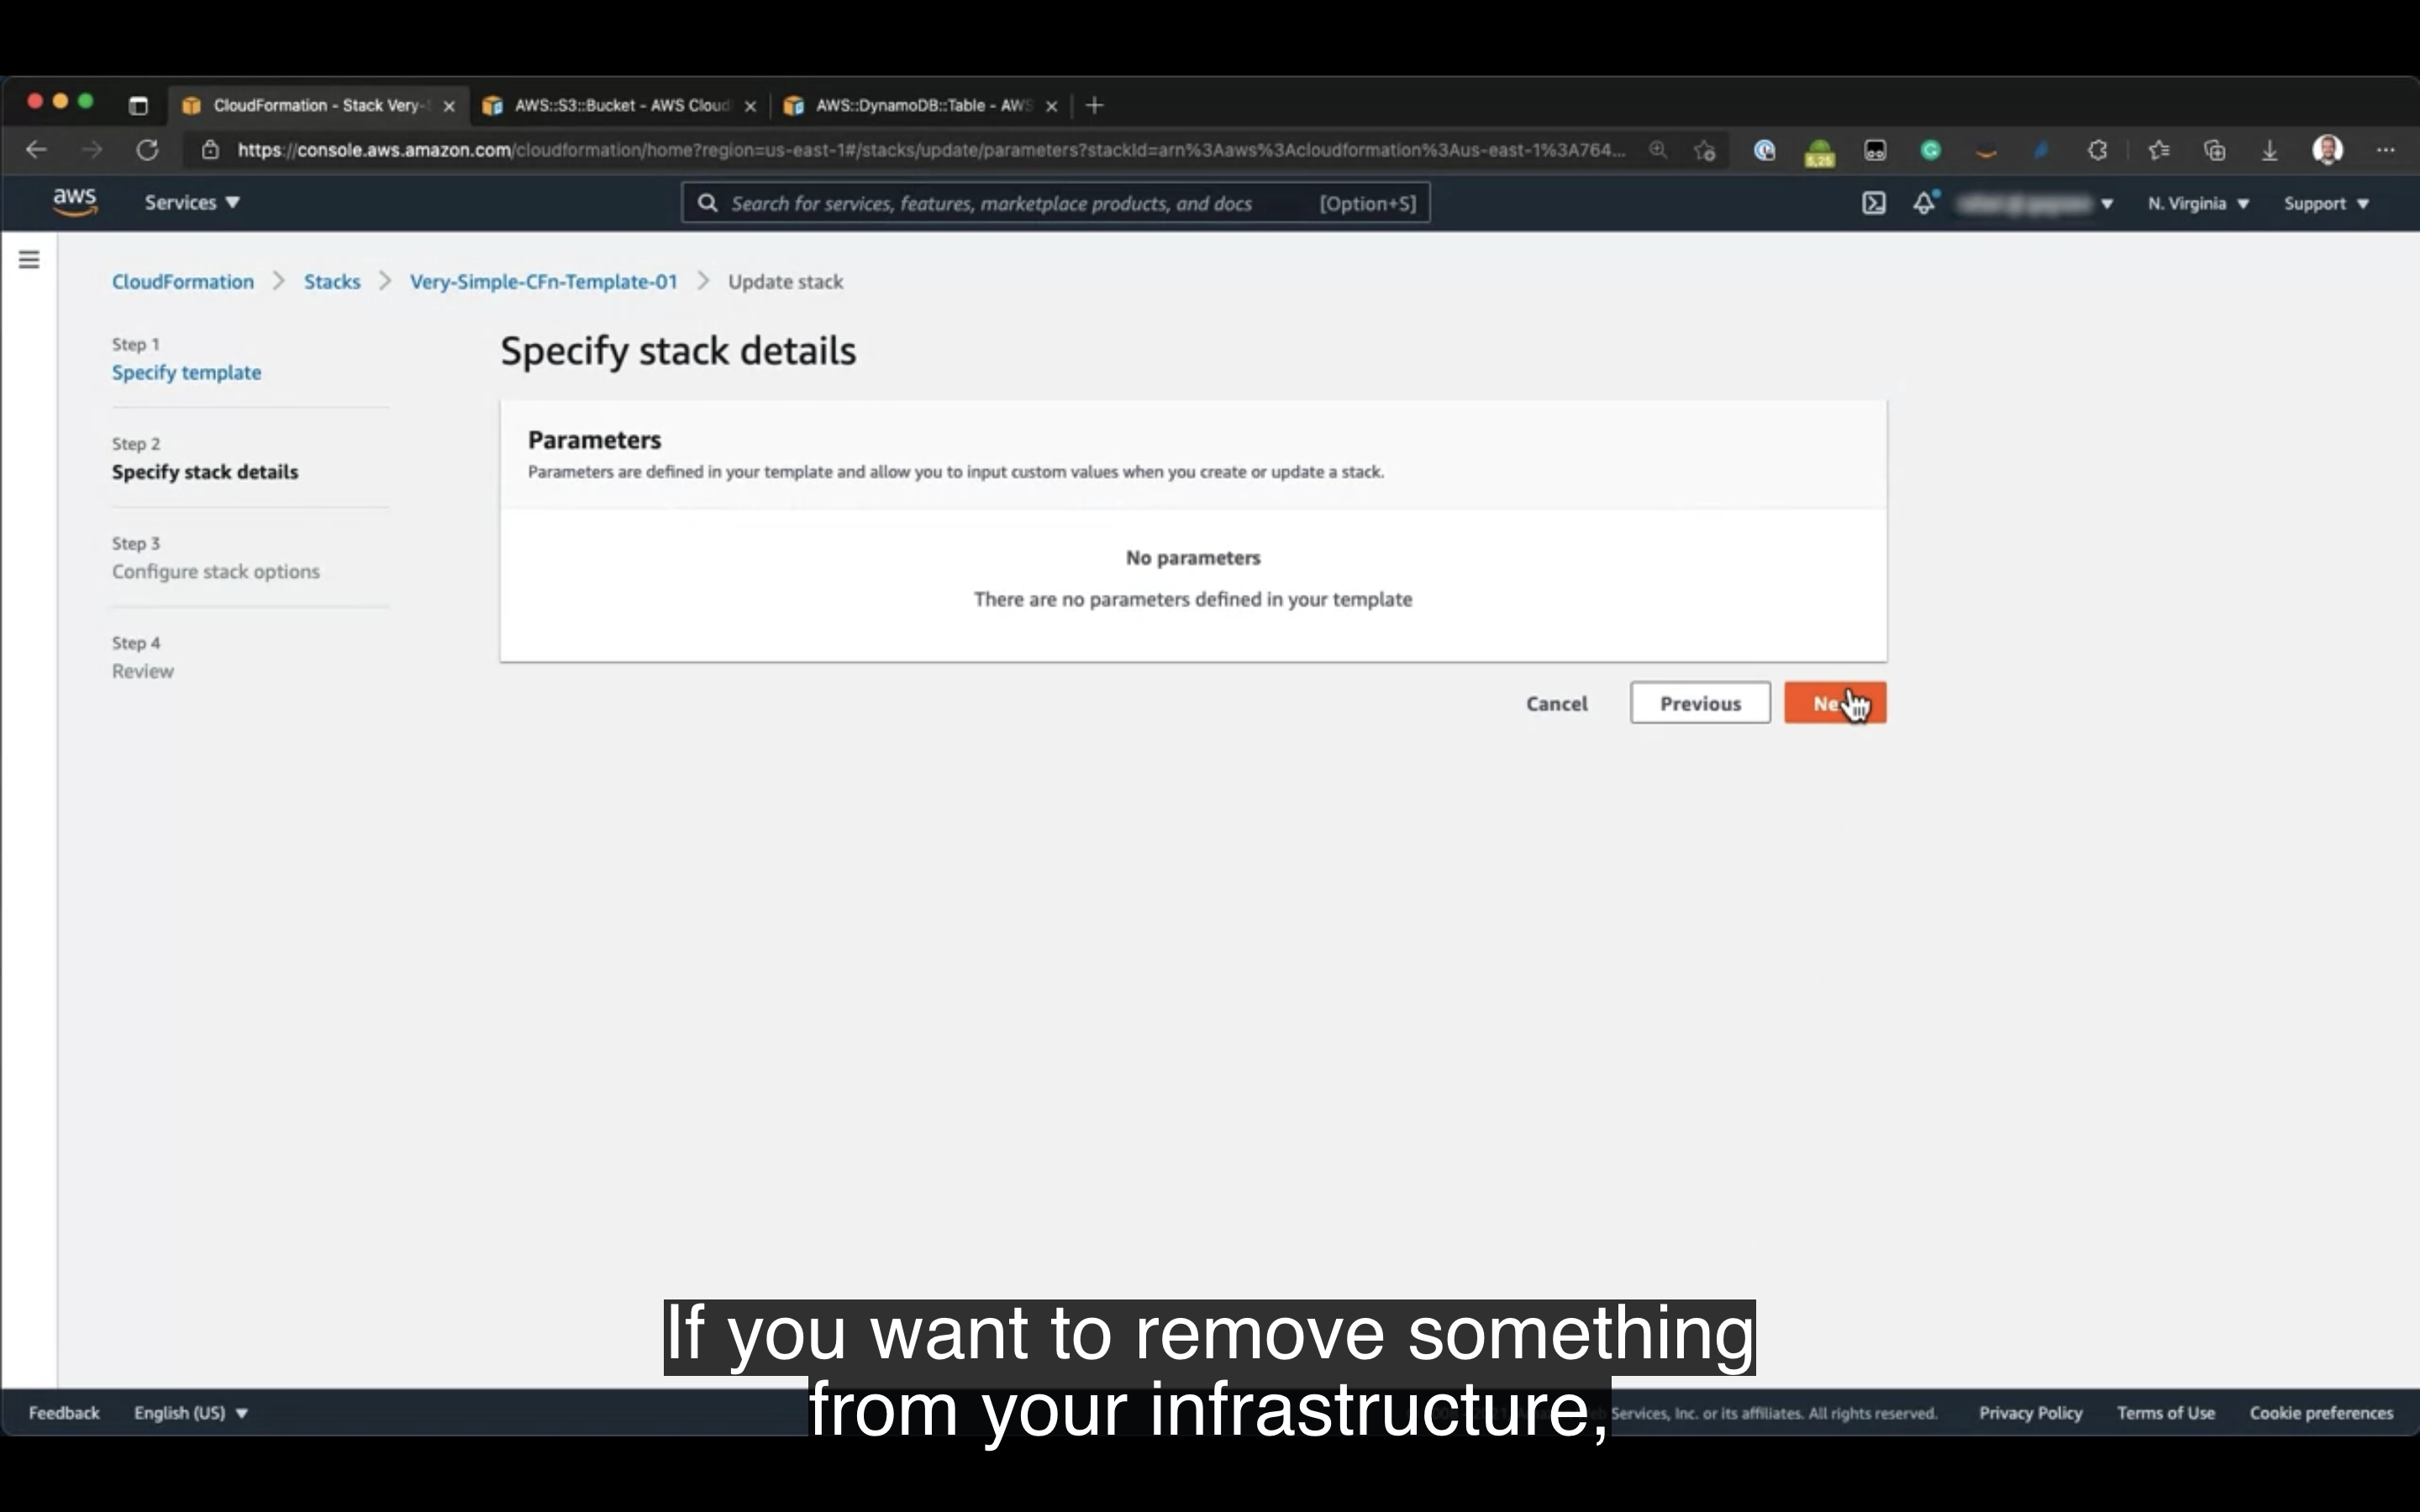 CloudFormation - Stack Very-
AWS::S3::Bucket - AWS Cloud
AWS::DynamoDB::Table - AWS
https://console.aws.amazon.com/cloudformation/home?region=us-east-1#/stacks/update/parameters?stackId=arn%3Aaws%3Acloudformation%3Aus-east-1%3A764...
5,25
aws
Services
Search for services, features, marketplace products, and docs [Option+S]
N. Virginia
Support
CloudFormation
Stacks
Very-Simple-CFn-Template-01
Update stack
Step 1
Specify template
Step 2
Specify stack details
Step 3
Configure stack options
Step 4
Review
Specify stack details
Parameters
Parameters are defined in your template and allow you to input custom values when you create or update a stack.
No parameters
There are no parameters defined in your template
Cancel
Previous
If you want to remove something
from your infrastructure,
Feedback
English (US)
Services, Inc. or its affiliates. All rights reserved.
Privacy Policy
Terms of Use
Cookie preferences